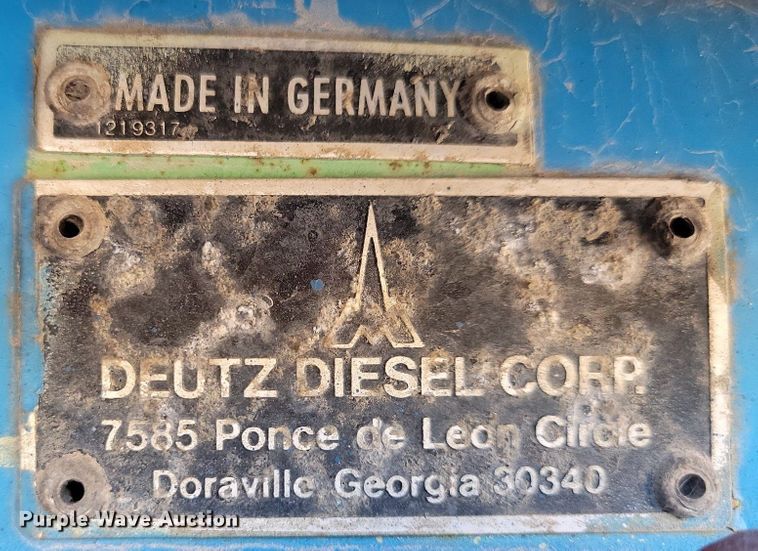 MADE IN GERMANY
1219317
DEUTZ DIESEL CORP.
7585 Ponce de Leon Circle
Doraville Georgia 30340
Purple Wave Auction